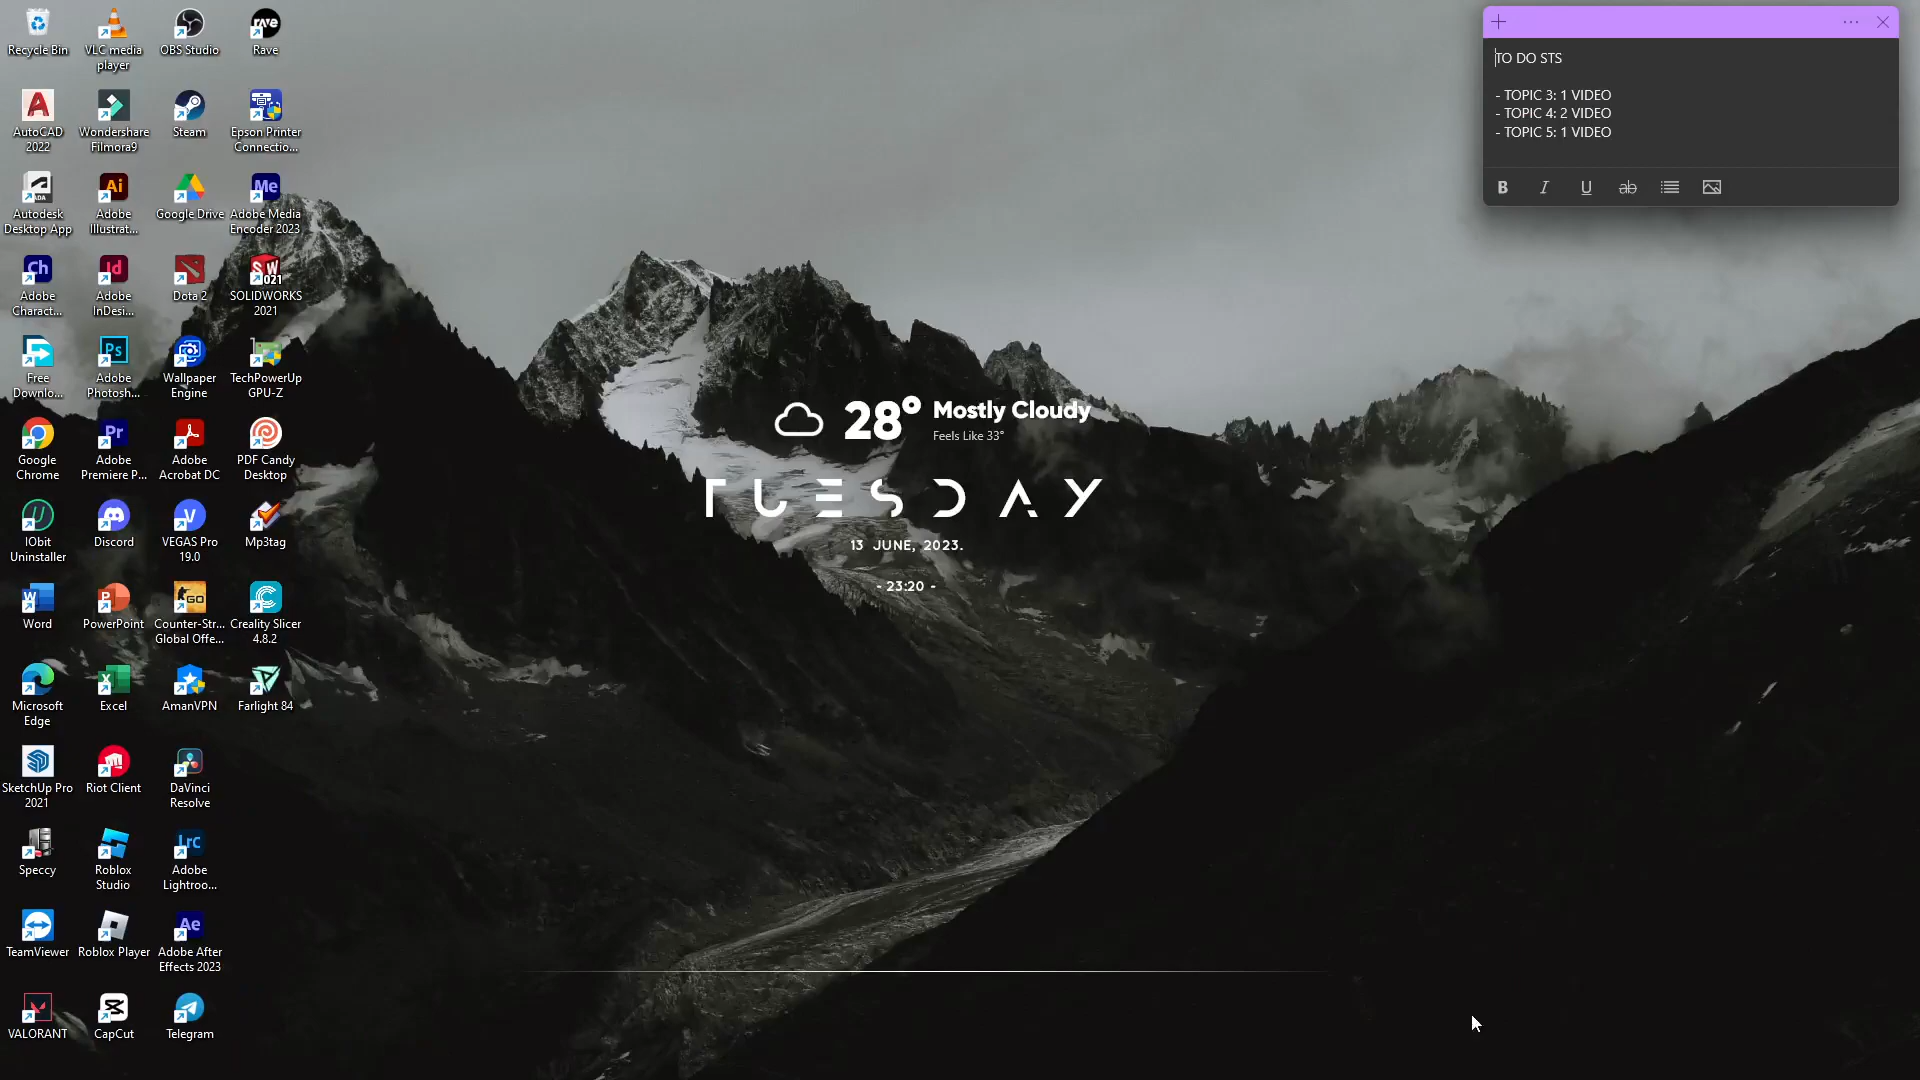 Recycle Bin
VLC media
player
OBS Studio
Rave
AutoCAD
2022
Wondershare
Filmora9
Steam
Epson Printer
Connectio...
Autodesk
Desktop App
Adobe
Illustrat...
Google Drive
Adobe Media
Encoder 2023
Adobe
Charact...
Adobe
InDesi...
Dota 2
SOLIDWORKS
2021
Free
Downlo...
Adobe
Photosh...
Wallpaper
Engine
TechPowerUp
GPU-Z
Google
Chrome
Adobe
Premiere P...
Adobe
Acrobat DC
PDF Candy
Desktop
IObit
Uninstaller
Discord
VEGAS Pro
19.0
Mp3tag
Word
PowerPoint
Counter-Str...
Global Offe...
Creality Slicer
4.8.2
Microsoft
Edge
Excel
AmanVPN
Farlight 84
SketchUp Pro
2021
Riot Client
DaVinci
Resolve
Speccy
Roblox
Studio
Adobe
Lightroo...
TeamViewer
Roblox Player
Adobe After
Effects 2023
VALORANT
CapCut
Telegram
28° Mostly Cloudy
Feels Like 33°
TUESDAY
13 JUNE, 2023.
- 23:20 -
TO DO STS
- TOPIC 3: 1 VIDEO
- TOPIC 4: 2 VIDEO
- TOPIC 5: 1 VIDEO
B I U ab